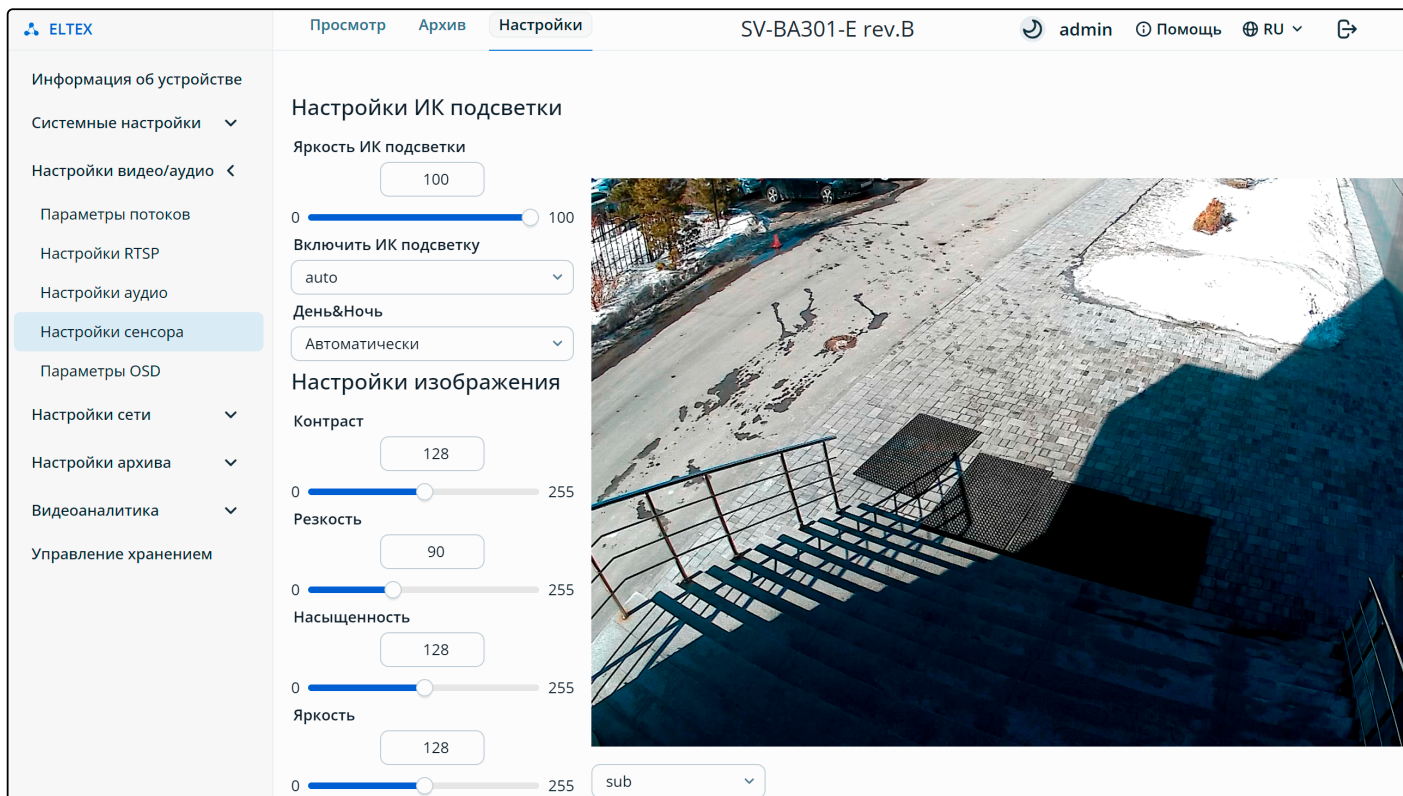 ELTEX
Просмотр
Архив
Настройки
SV-BA301-E rev.B
admin
Помощь
RU
Информация об устройстве
Системные настройки
Настройки видео/аудио
Параметры потоков
Настройки RTSP
Настройки аудио
Настройки сенсора
Параметры OSD
Настройки сети
Настройки архива
Видеоаналитика
Управление хранением
Настройки ИК подсветки
Яркость ИК подсветки
100
0 100
Включить ИК подсветку
auto
День&Ночь
Автоматически
Настройки изображения
Контраст
128
0 255
Резкость
90
0 255
Насыщенность
128
0 255
Яркость
128
0 255
sub